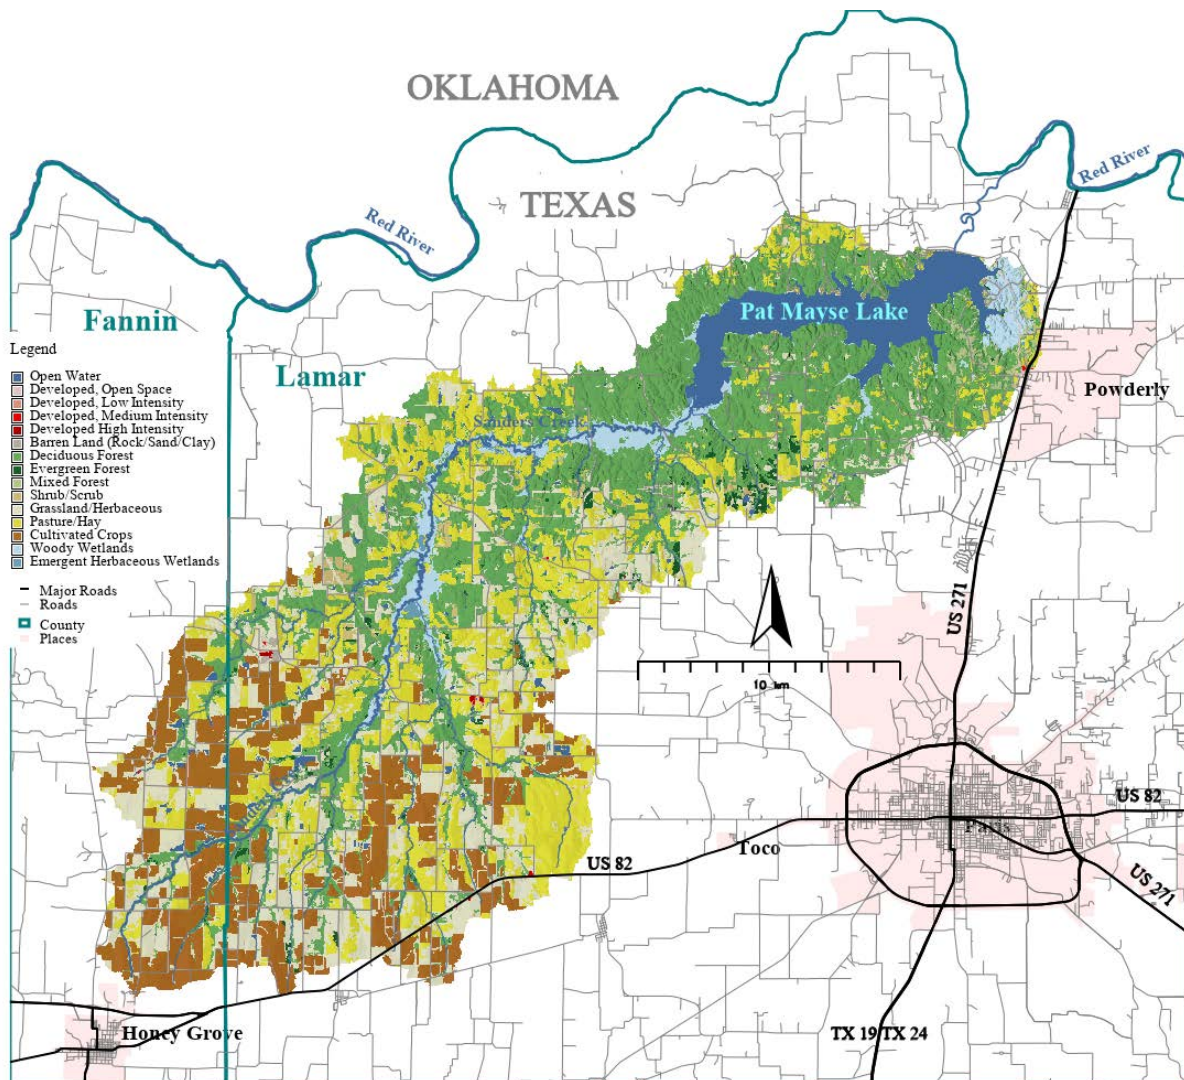 OKLAHOMA
TEXAS
Red River
Red River
Fannin
Lamar
Pat Mayse Lake
Powderly
Sanders Creek
Legend
Open Water
Developed, Open Space
Developed, Low Intensity
Developed, Medium Intensity
Developed High Intensity
Barren Land (Rock/Sand/Clay)
Deciduous Forest
Evergreen Forest
Mixed Forest
Shrub/Scrub
Grassland/Herbaceous
Pasture/Hay
Cultivated Crops
Woody Wetlands
Emergent Herbaceous Wetlands
Major Roads
Roads
County
Places
US 271
10 km
US 82
US 82
Toco
US 271
Honey Grove
TX 19
TX 24